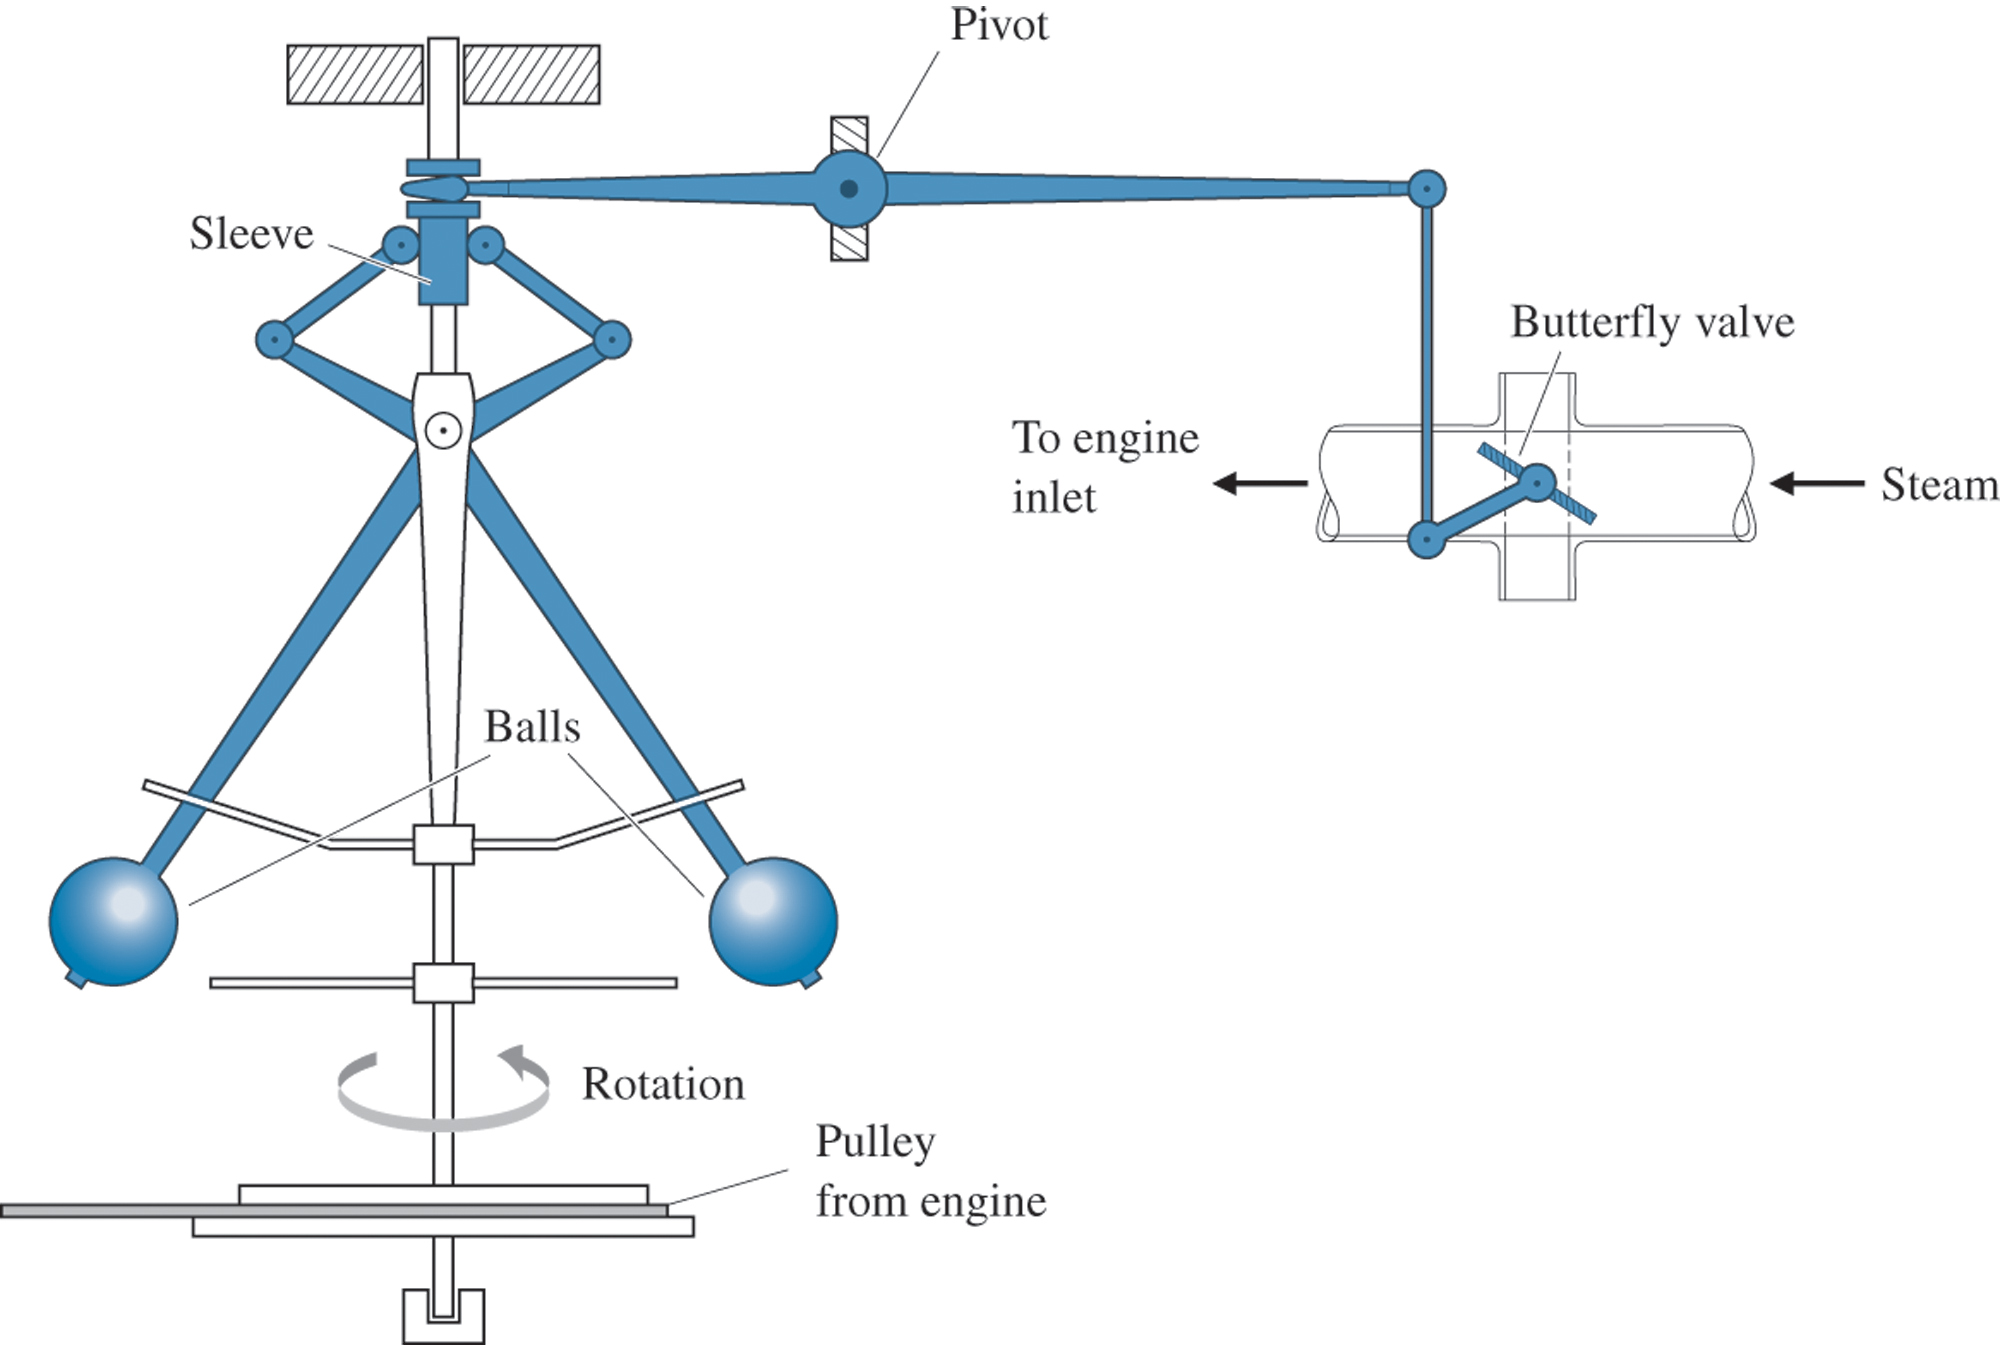 Pivot
Sleeve
Butterfly valve
To engine
inlet
Steam
Balls
Rotation
Pulley
from engine